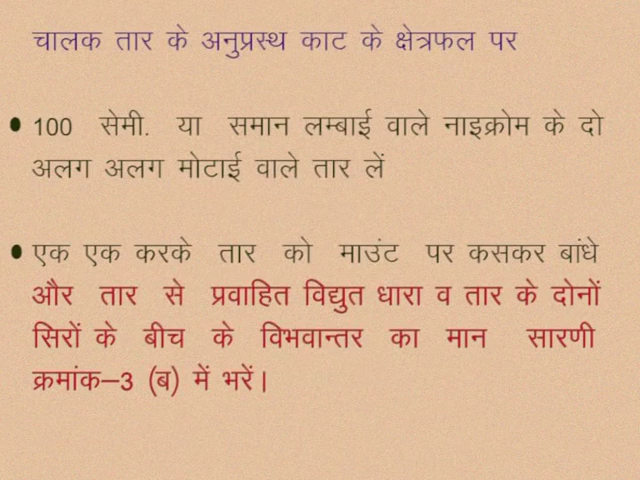 चालक तार के अनुप्रस्थ काट के क्षेत्रफल पर
• 100 सेमी. या समान लम्बाई वाले नाइक्रोम के दो
अलग अलग मोटाई वाले तार लें
• एक एक करके तार को माउंट पर कसकर बांधे
और तार से प्रवाहित विद्युत धारा व तार के दोनों
सिरों के बीच के विभवान्तर का मान सारणी
क्रमांक–3 (ब) में भरें।